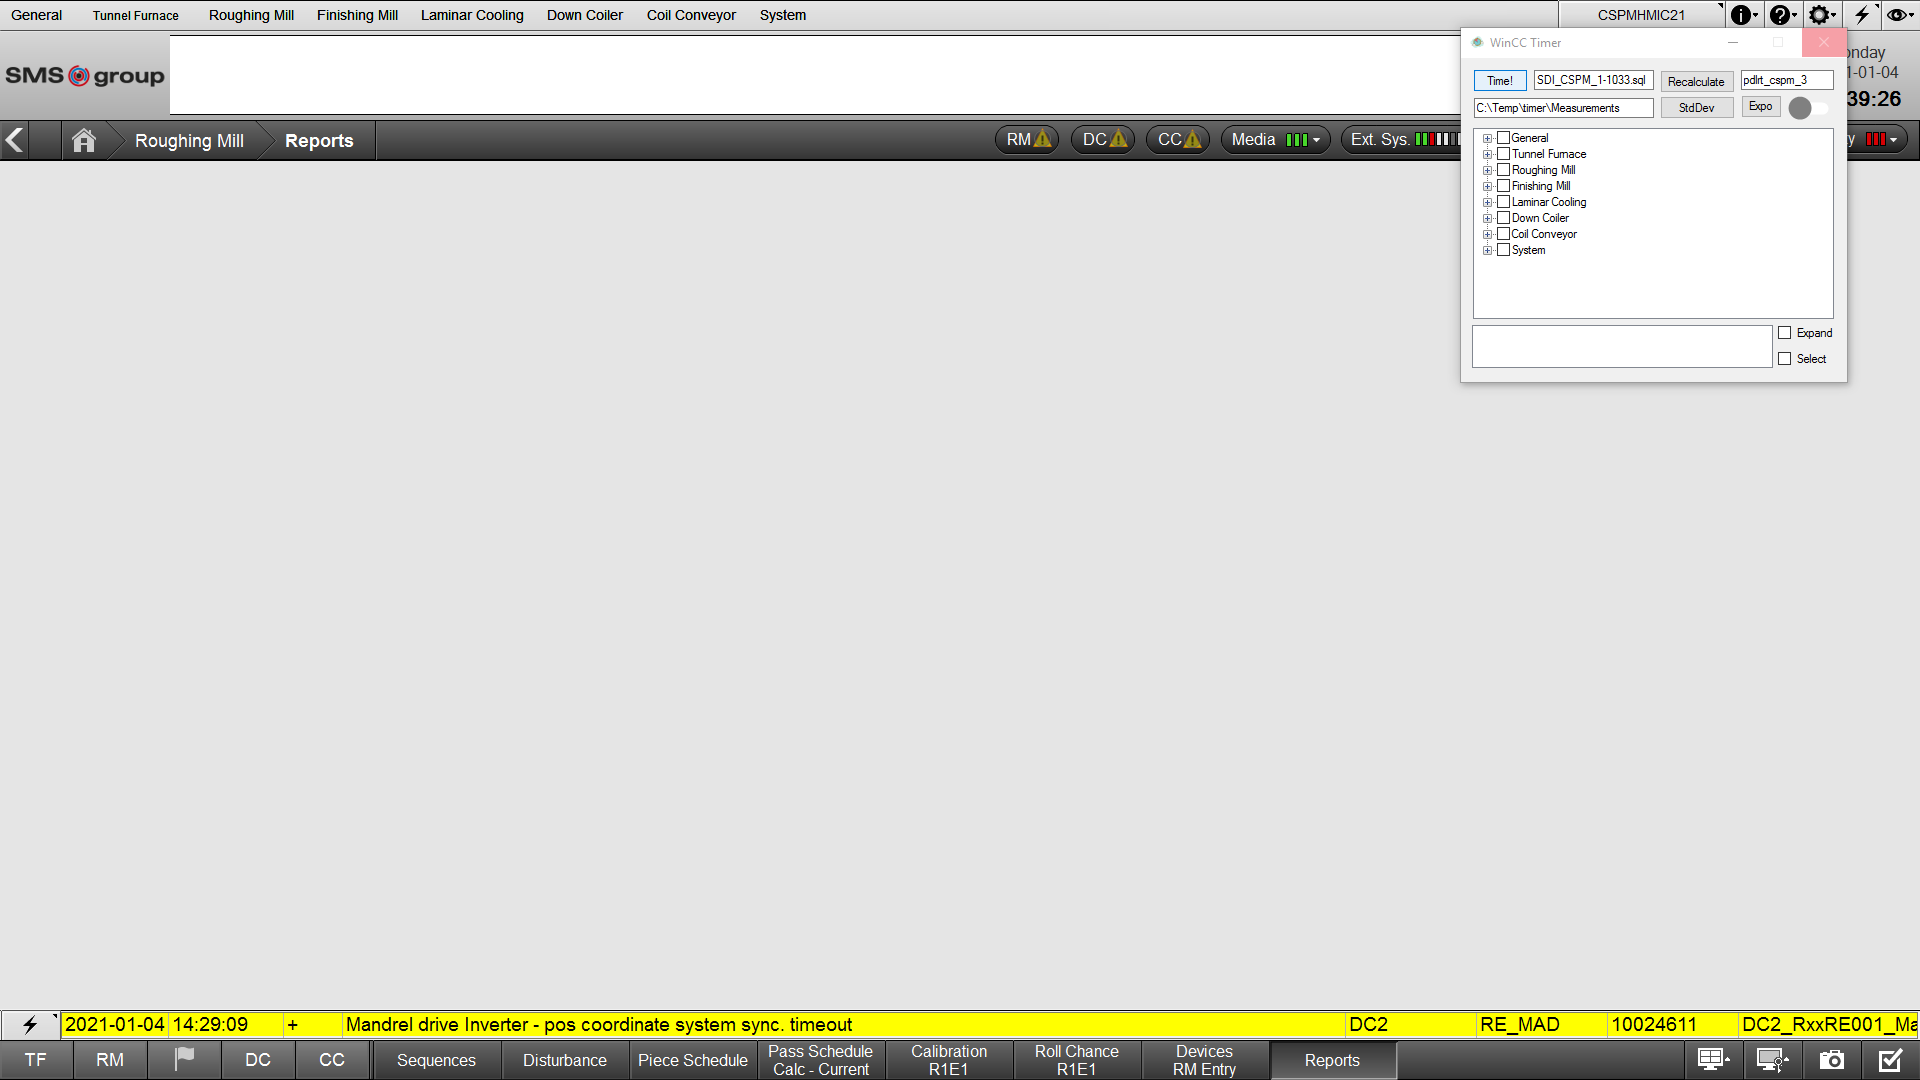 General Tunnel Furnace Roughing Mill Finishing Mill Laminar Cooling Down Coiler Coil Conveyor System CSPMHMIC21
WinCC Timer
SMS group
onday
1-01-04
39:26
Time! SDI_CSPM_1-1033.sql Recalculate pdlrt_cspm_3
C:\Temp\timer\Measurements StdDev Expo
Roughing Mill Reports RM DC CC Media Ext. Sys. y
General
Tunnel Furnace
Roughing Mill
Finishing Mill
Laminar Cooling
Down Coiler
Coil Conveyor
System
Expand
Select
2021-01-04 14:29:09 + Mandrel drive Inverter - pos coordinate system sync. timeout DC2 RE_MAD 10024611 DC2_RxxRE001_Ma
TF RM DC CC Sequences Disturbance Piece Schedule
Pass Schedule
Calc - Current
Calibration
R1E1
Roll Chance
R1E1
Devices
RM Entry
Reports